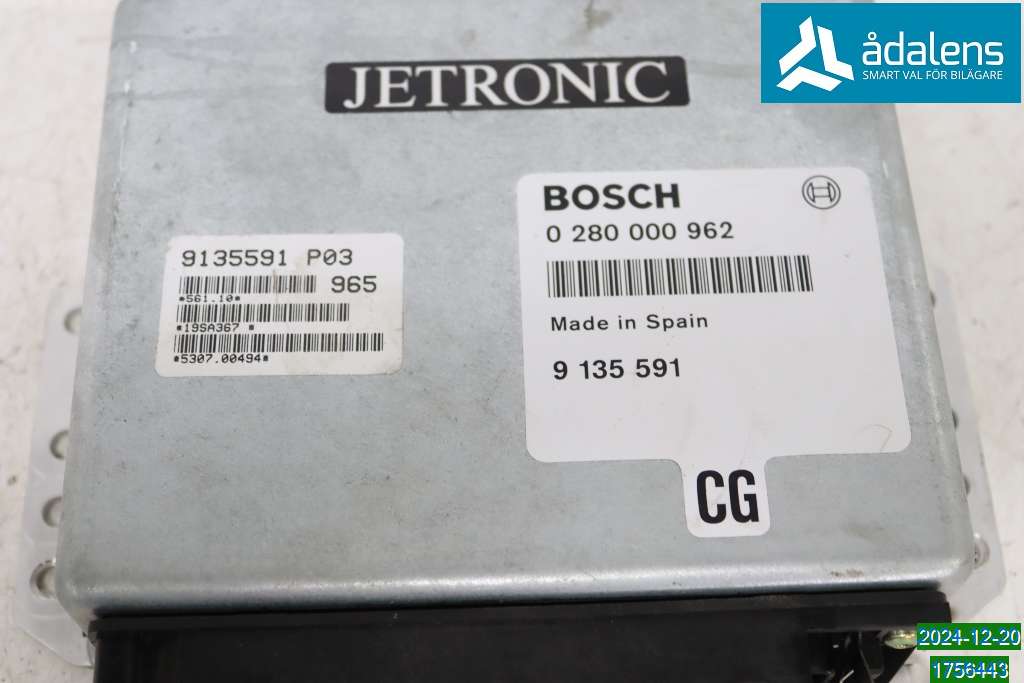 ådalens
SMART VAL FÖR BILÄGARE
JETRONIC
BOSCH
0 280 000 962
Made in Spain
9 135 591
CG
9135591 P03
965
*561.10*
*19SA367 *
*5307.00494*
2024-12-20
1756443